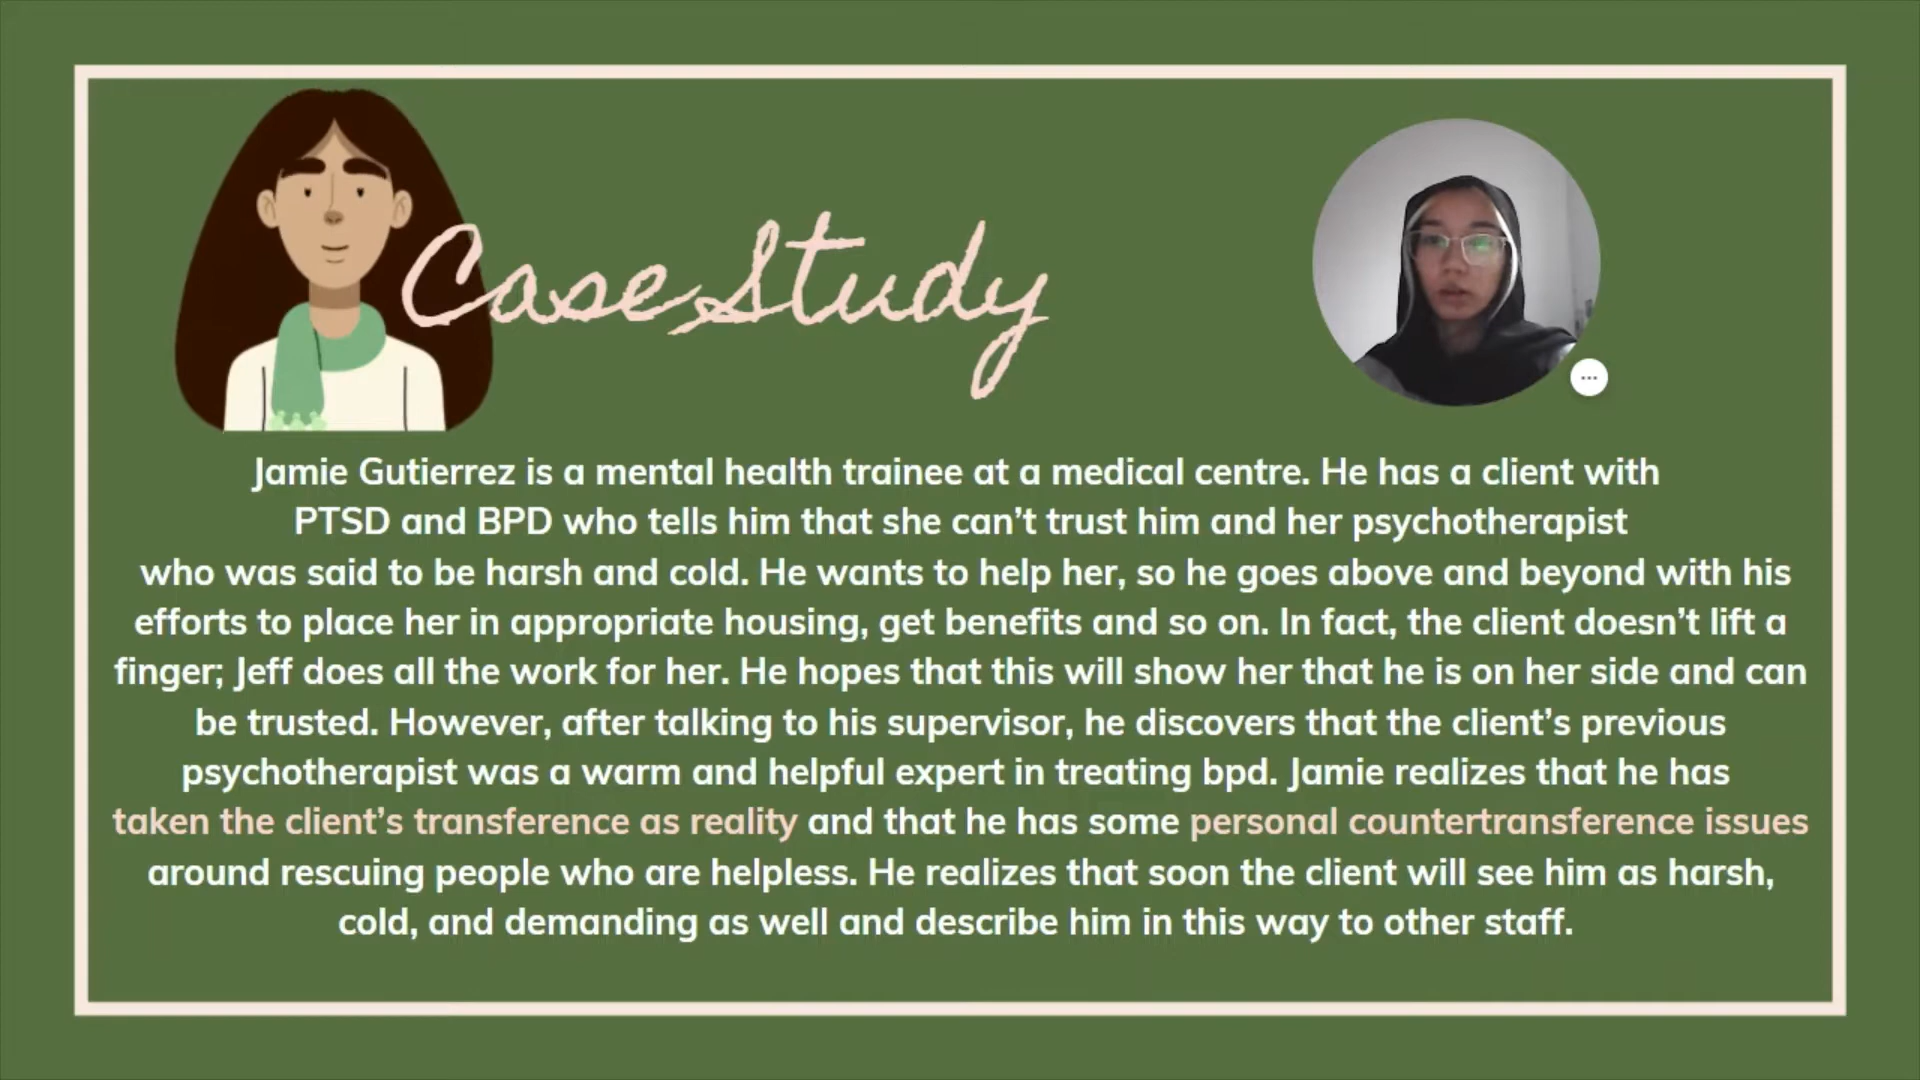 Case Study
Jamie Gutierrez is a mental health trainee at a medical centre. He has a client with
PTSD and BPD who tells him that she can’t trust him and her psychotherapist
who was said to be harsh and cold. He wants to help her, so he goes above and beyond with his
efforts to place her in appropriate housing, get benefits and so on. In fact, the client doesn’t lift a
finger; Jeff does all the work for her. He hopes that this will show her that he is on her side and can
be trusted. However, after talking to his supervisor, he discovers that the client’s previous
psychotherapist was a warm and helpful expert in treating bpd. Jamie realizes that he has
taken the client’s transference as reality and that he has some personal countertransference issues
around rescuing people who are helpless. He realizes that soon the client will see him as harsh,
cold, and demanding as well and describe him in this way to other staff.